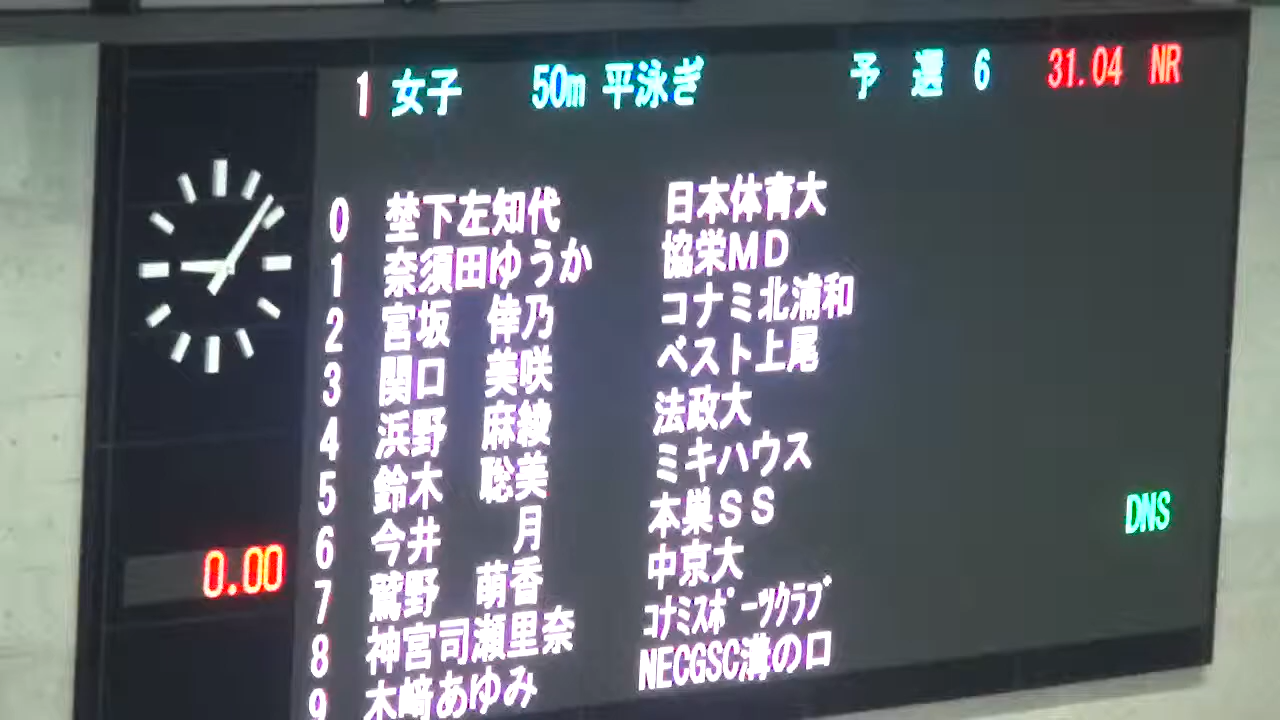 1 女子 50m 平泳ぎ 予 選 6 31.04 NR
0 埜下左知代 日本体育大
1 奈須田ゆうか 協栄MD
2 宮坂 倖乃 コナミ北浦和
3 関口 美咲 ベスト上尾
4 浜野 麻綾 法政大
5 鈴木 聡美 ミキハウス
6 今井 月 本巣SS DNS
7 鷲野 萌香 中京大
8 神宮司瀬里奈 コナミスポーツクラブ
9 木﨑あゆみ NECGSC溝の口
0.00